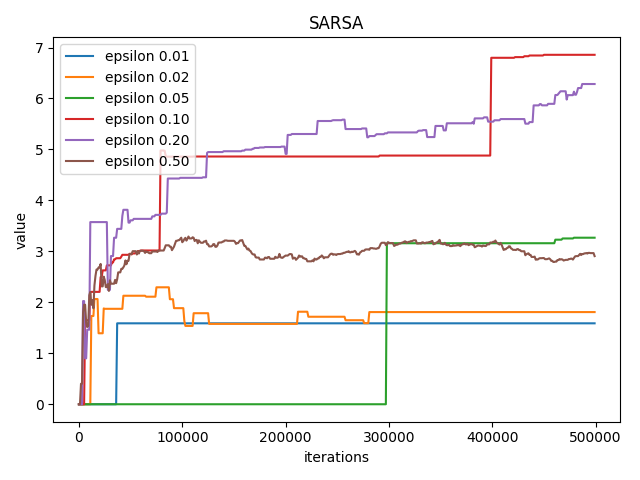 SARSA
epsilon 0.01
epsilon 0.02
epsilon 0.05
epsilon 0.10
epsilon 0.20
epsilon 0.50
value
7
6
5
4
3
2
1
0
0 100000 200000 300000 400000 500000
iterations